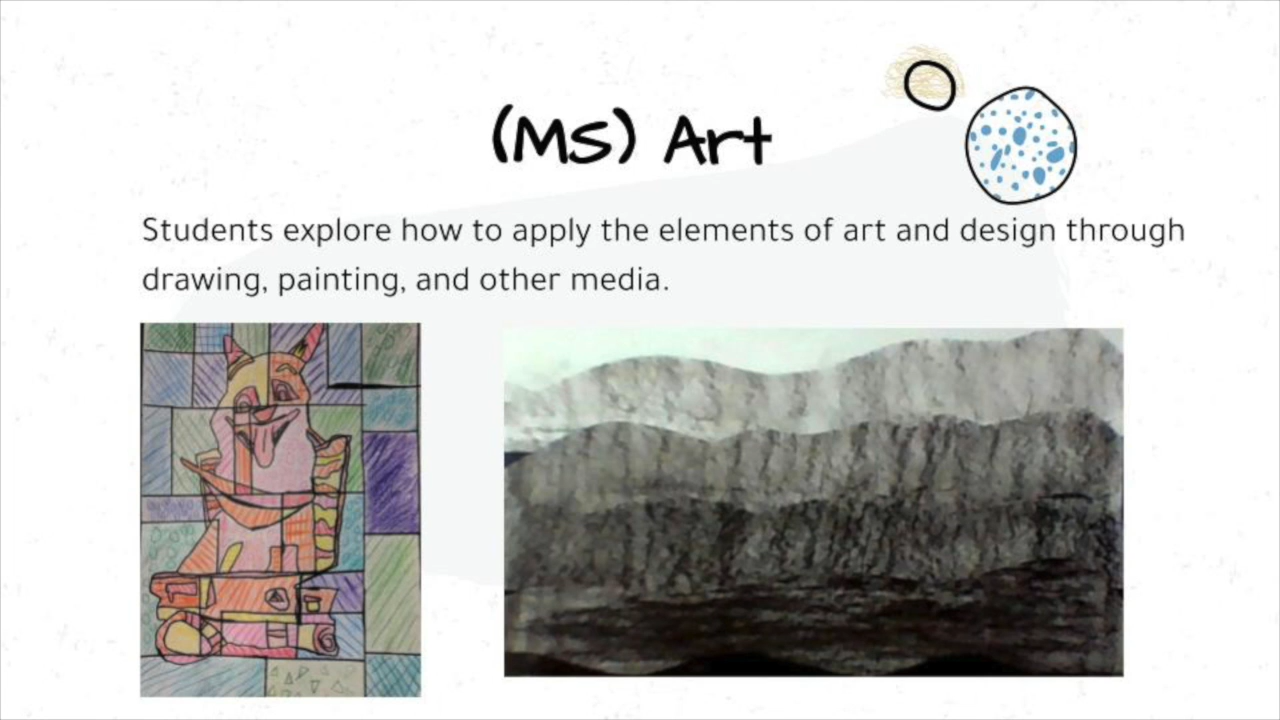 (MS) Art
Students explore how to apply the elements of art and design through
drawing, painting, and other media.